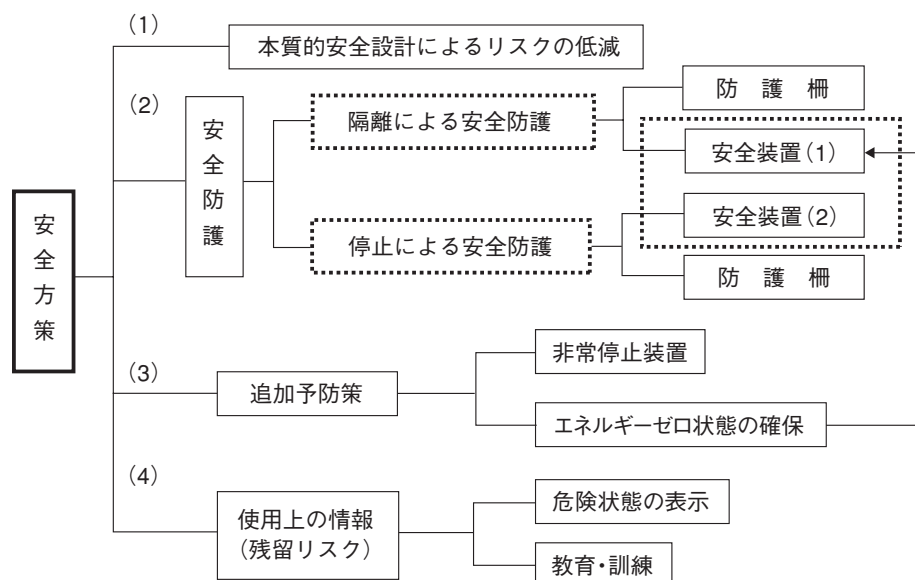 (1)
本質的安全設計によるリスクの低減
(2)
安全防護
隔離による安全防護
防護柵
安全装置(1)
安全装置(2)
停止による安全防護
防護柵
安全方策
(3)
追加予防策
非常停止装置
エネルギーゼロ状態の確保
(4)
使用上の情報
(残留リスク)
危険状態の表示
教育・訓練